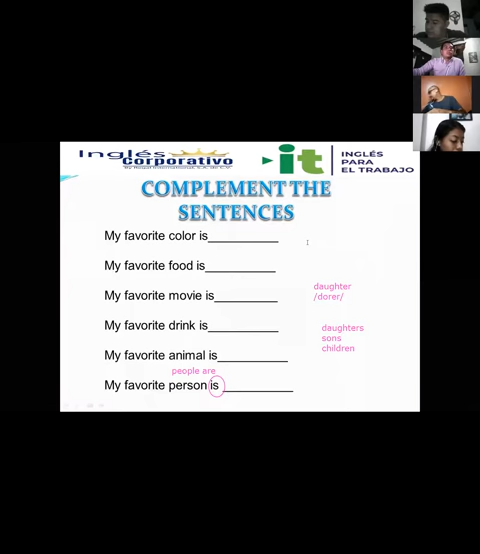 Inglés
Corporativo
it
INGLÉS
PARA
EL TRABAJO
COMPLEMENT THE
SENTENCES
My favorite color is__________
My favorite food is__________
My favorite movie is_________
daughter
/dorer/
My favorite drink is__________
daughters
sons
children
My favorite animal is__________
people are
My favorite person is __________